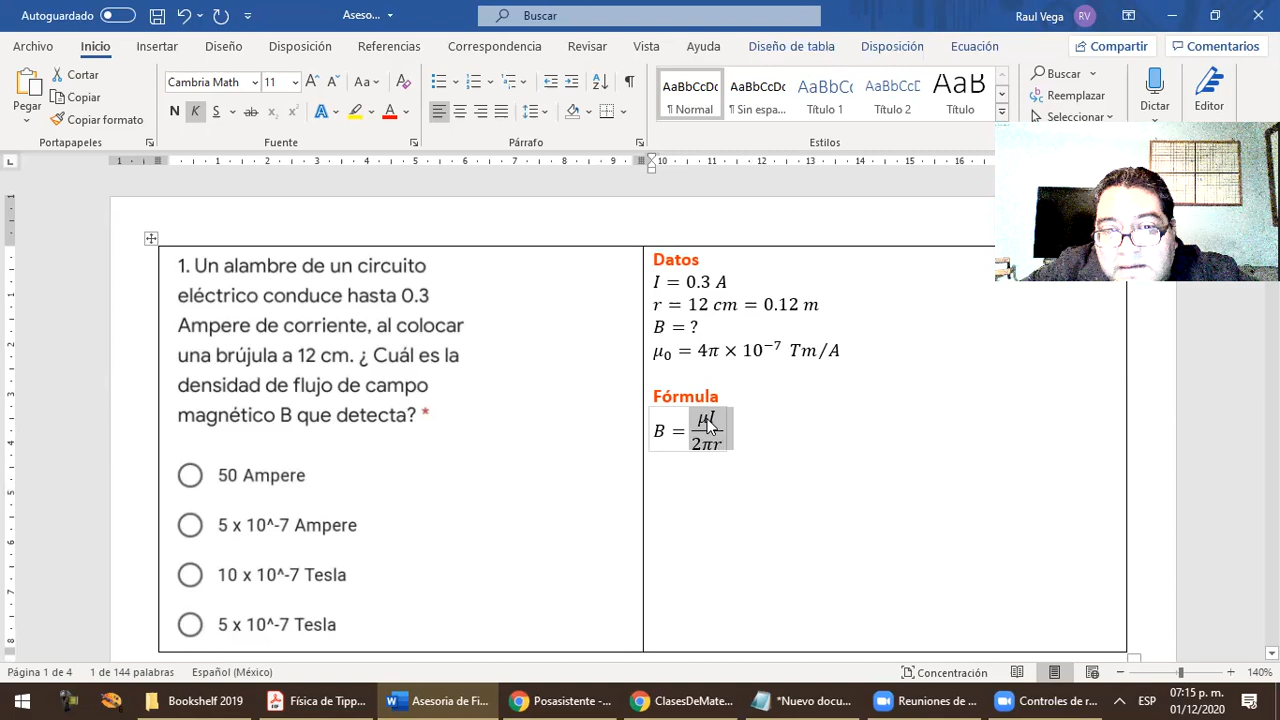 Autoguardado
Aseso...
Buscar
Raul Vega
RV
Archivo
Inicio
Insertar
Diseño
Disposición
Referencias
Correspondencia
Revisar
Vista
Ayuda
Diseño de tabla
Disposición
Ecuación
Compartir
Comentarios
Pegar
Cortar
Copiar
Copiar formato
Portapapeles
Cambria Math
11
N K S ab
Fuente
Párrafo
AaBbCcDc
¶ Normal
AaBbCcDc
¶ Sin espa...
AaBbCc
Título 1
AaBbCcD
Título 2
AaB
Título
Estilos
Buscar
Reemplazar
Seleccionar
Dictar
Editor
1. Un alambre de un circuito
eléctrico conduce hasta 0.3
Ampere de corriente, al colocar
una brújula a 12 cm. ¿ Cuál es la
densidad de flujo de campo
magnético B que detecta? *
50 Ampere
5 x 10^-7 Ampere
10 x 10^-7 Tesla
5 x 10^-7 Tesla
Datos
I = 0.3 A
r = 12 cm = 0.12 m
B = ?
μ₀ = 4π × 10⁻⁷ Tm/A
Fórmula
B = μI / 2πr
Página 1 de 4
1 de 144 palabras
Español (México)
Concentración
140%
Bookshelf 2019
Física de Tipp...
Asesoria de Fi...
Posasistente -...
ClasesDeMate...
*Nuevo docu...
Reuniones de ...
Controles de r...
ESP
07:15 p. m.
01/12/2020